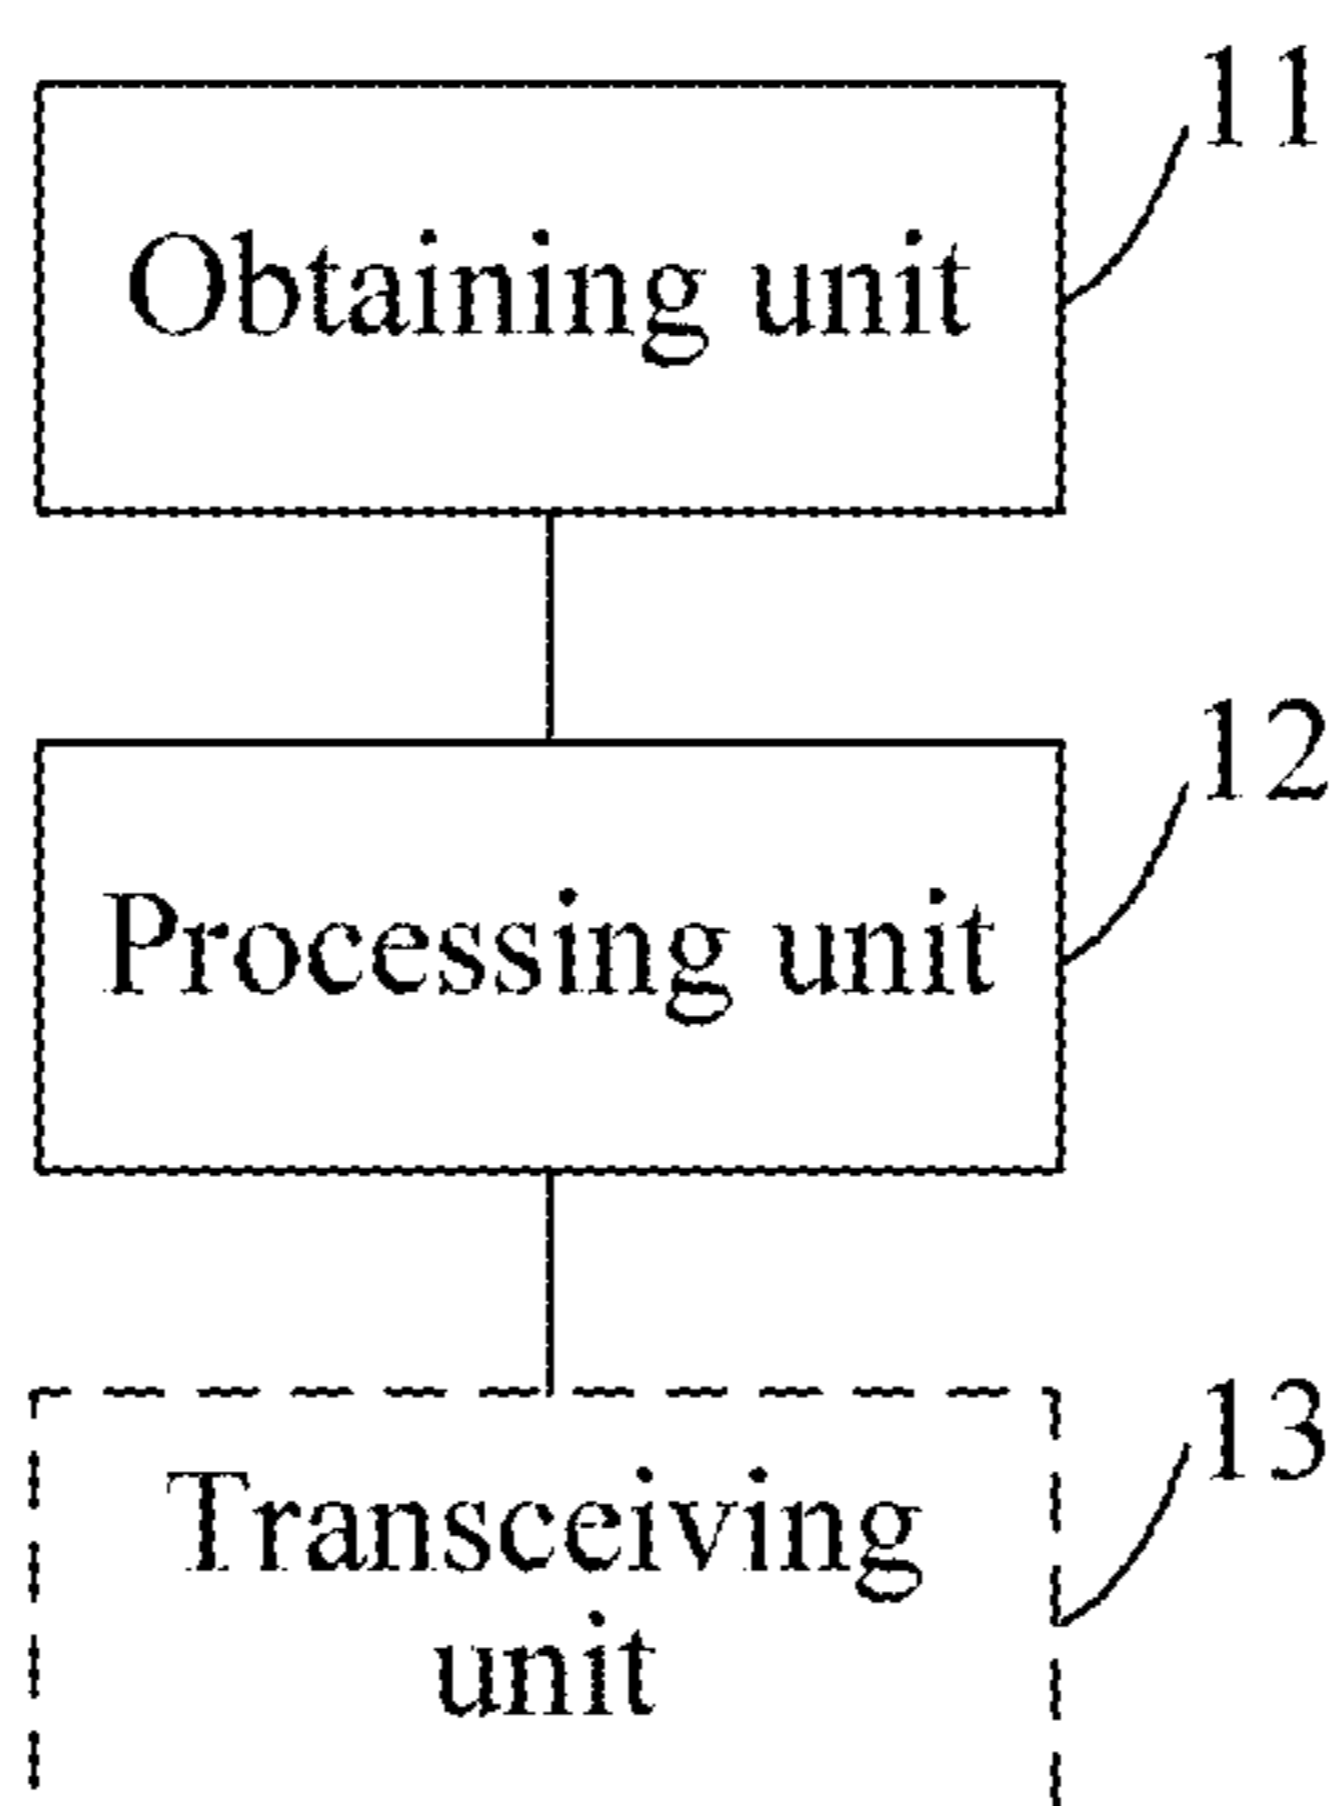 11
Obtaining unit
12
Processing unit
13
Transceiving
unit